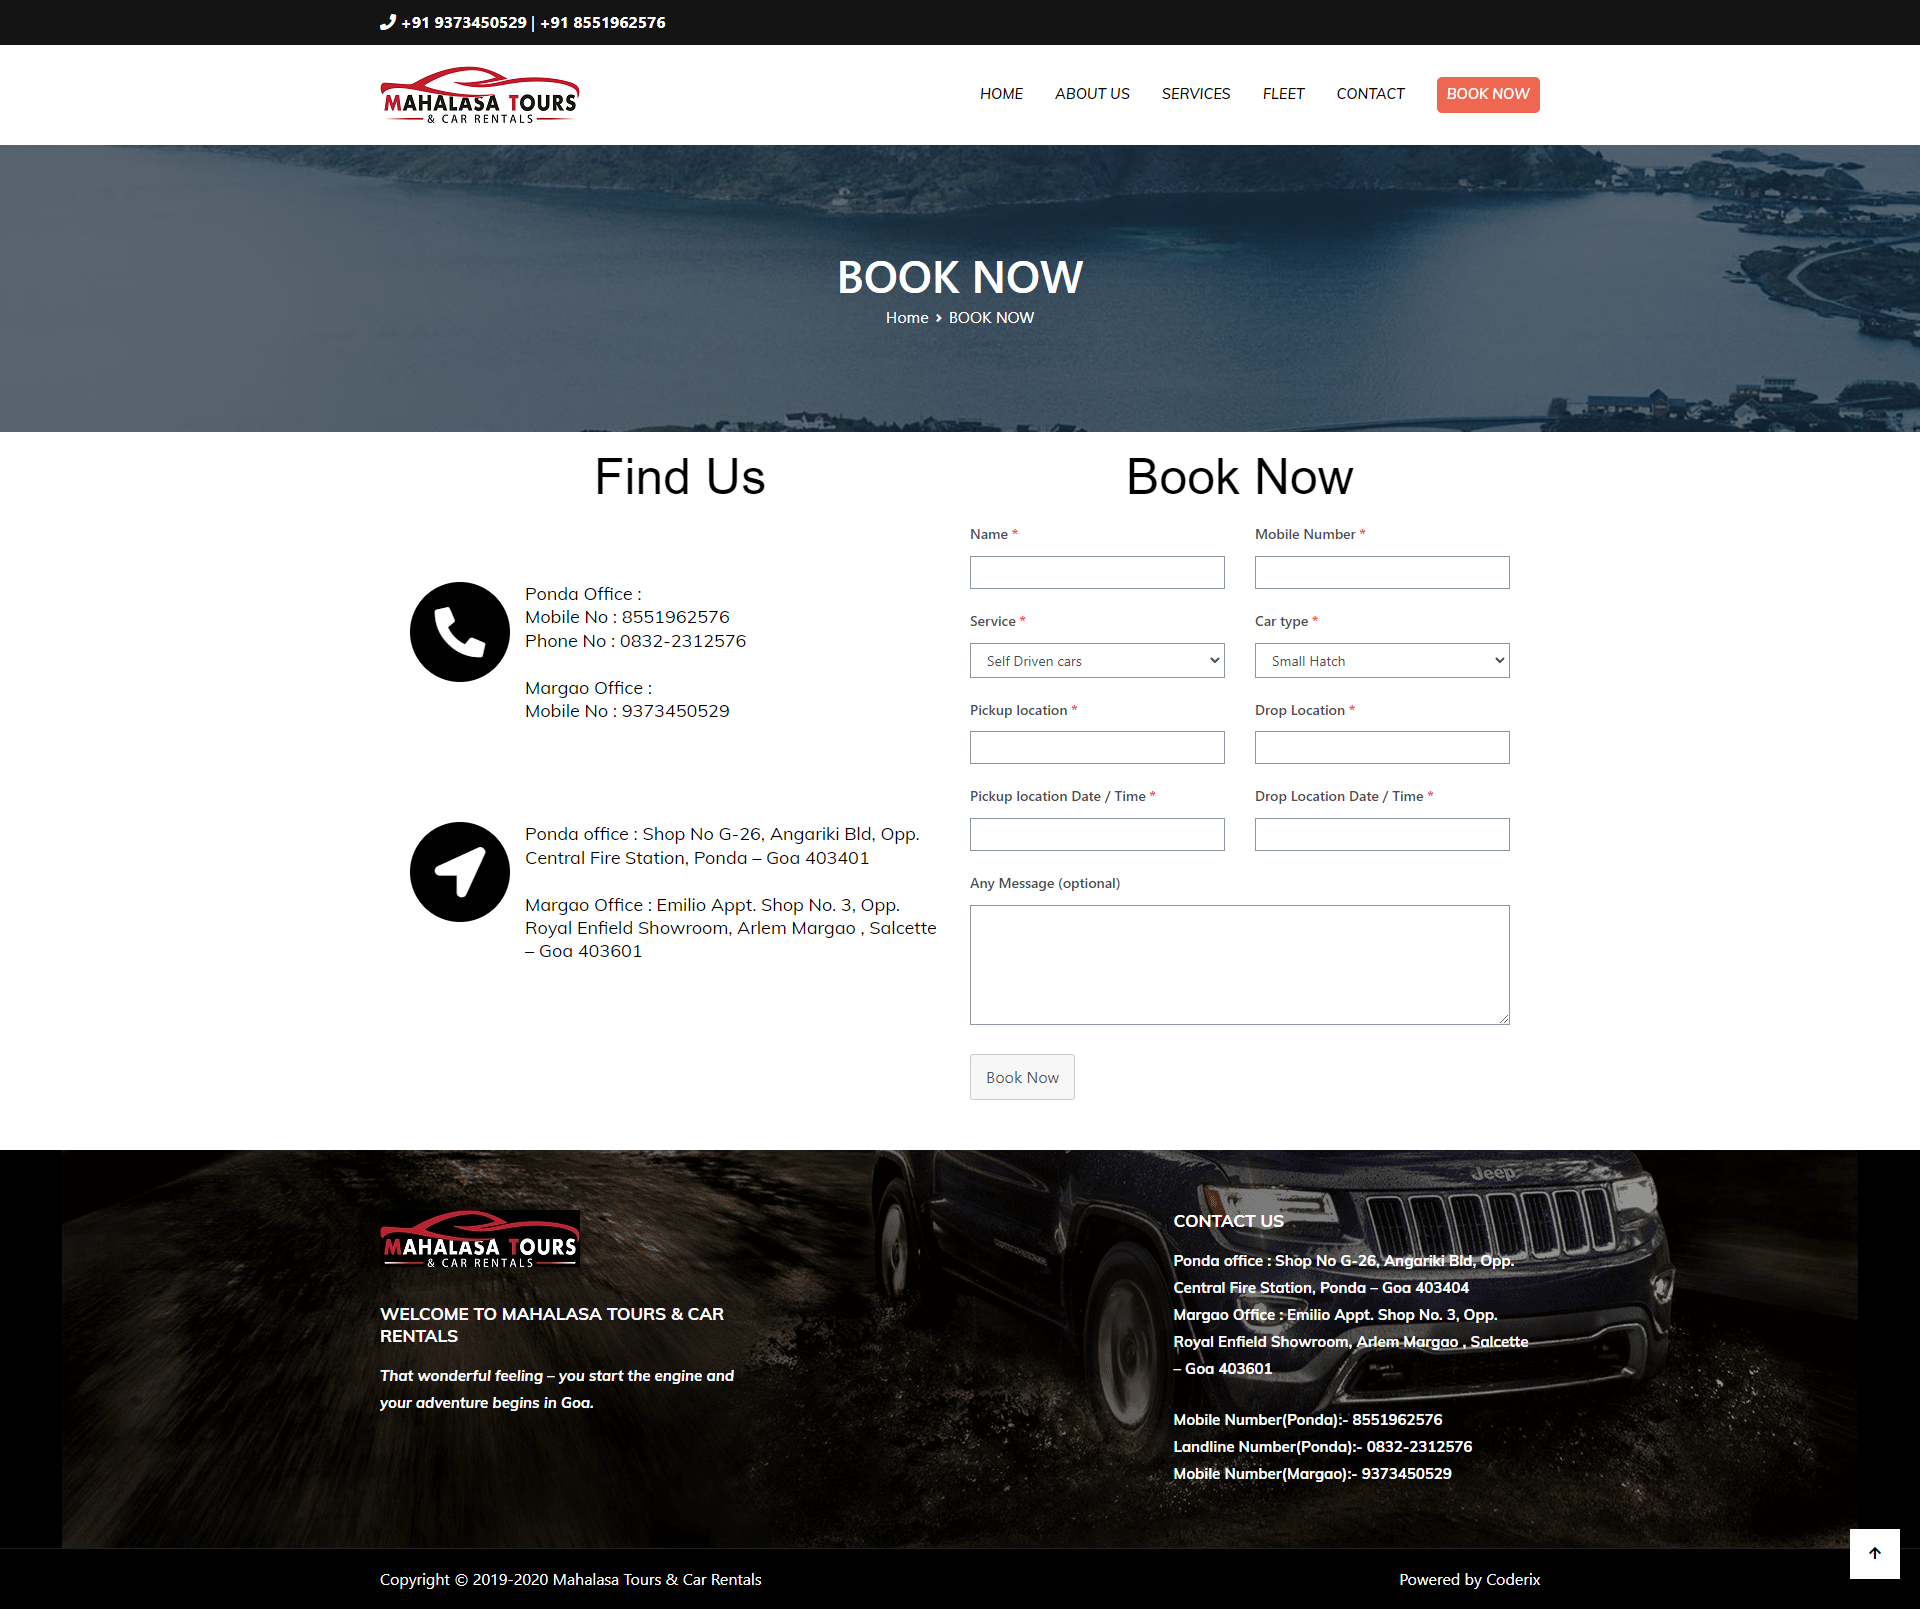 +91 9373450529 | +91 8551962576
MAHALASA TOURS
& CAR RENTALS
HOME
ABOUT US
SERVICES
FLEET
CONTACT
BOOK NOW
BOOK NOW
Home > BOOK NOW
Find Us
Ponda Office :
Mobile No : 8551962576
Phone No : 0832-2312576
Margao Office :
Mobile No : 9373450529
Ponda office : Shop No G-26, Angariki Bld, Opp.
Central Fire Station, Ponda – Goa 403401
Margao Office : Emilio Appt. Shop No. 3, Opp.
Royal Enfield Showroom, Arlem Margao , Salcette
– Goa 403601
Book Now
Name *
Mobile Number *
Service *
Car type *
Self Driven cars
Small Hatch
Pickup location *
Drop Location *
Pickup location Date / Time *
Drop Location Date / Time *
Any Message (optional)
Book Now
Jeep
MAHALASA TOURS
& CAR RENTALS
WELCOME TO MAHALASA TOURS & CAR
RENTALS
That wonderful feeling – you start the engine and
your adventure begins in Goa.
CONTACT US
Ponda office : Shop No G-26, Angariki Bld, Opp.
Central Fire Station, Ponda – Goa 403404
Margao Office : Emilio Appt. Shop No. 3, Opp.
Royal Enfield Showroom, Arlem Margao , Salcette
– Goa 403601
Mobile Number(Ponda):- 8551962576
Landline Number(Ponda):- 0832-2312576
Mobile Number(Margao):- 9373450529
Copyright © 2019-2020 Mahalasa Tours & Car Rentals
Powered by Coderix